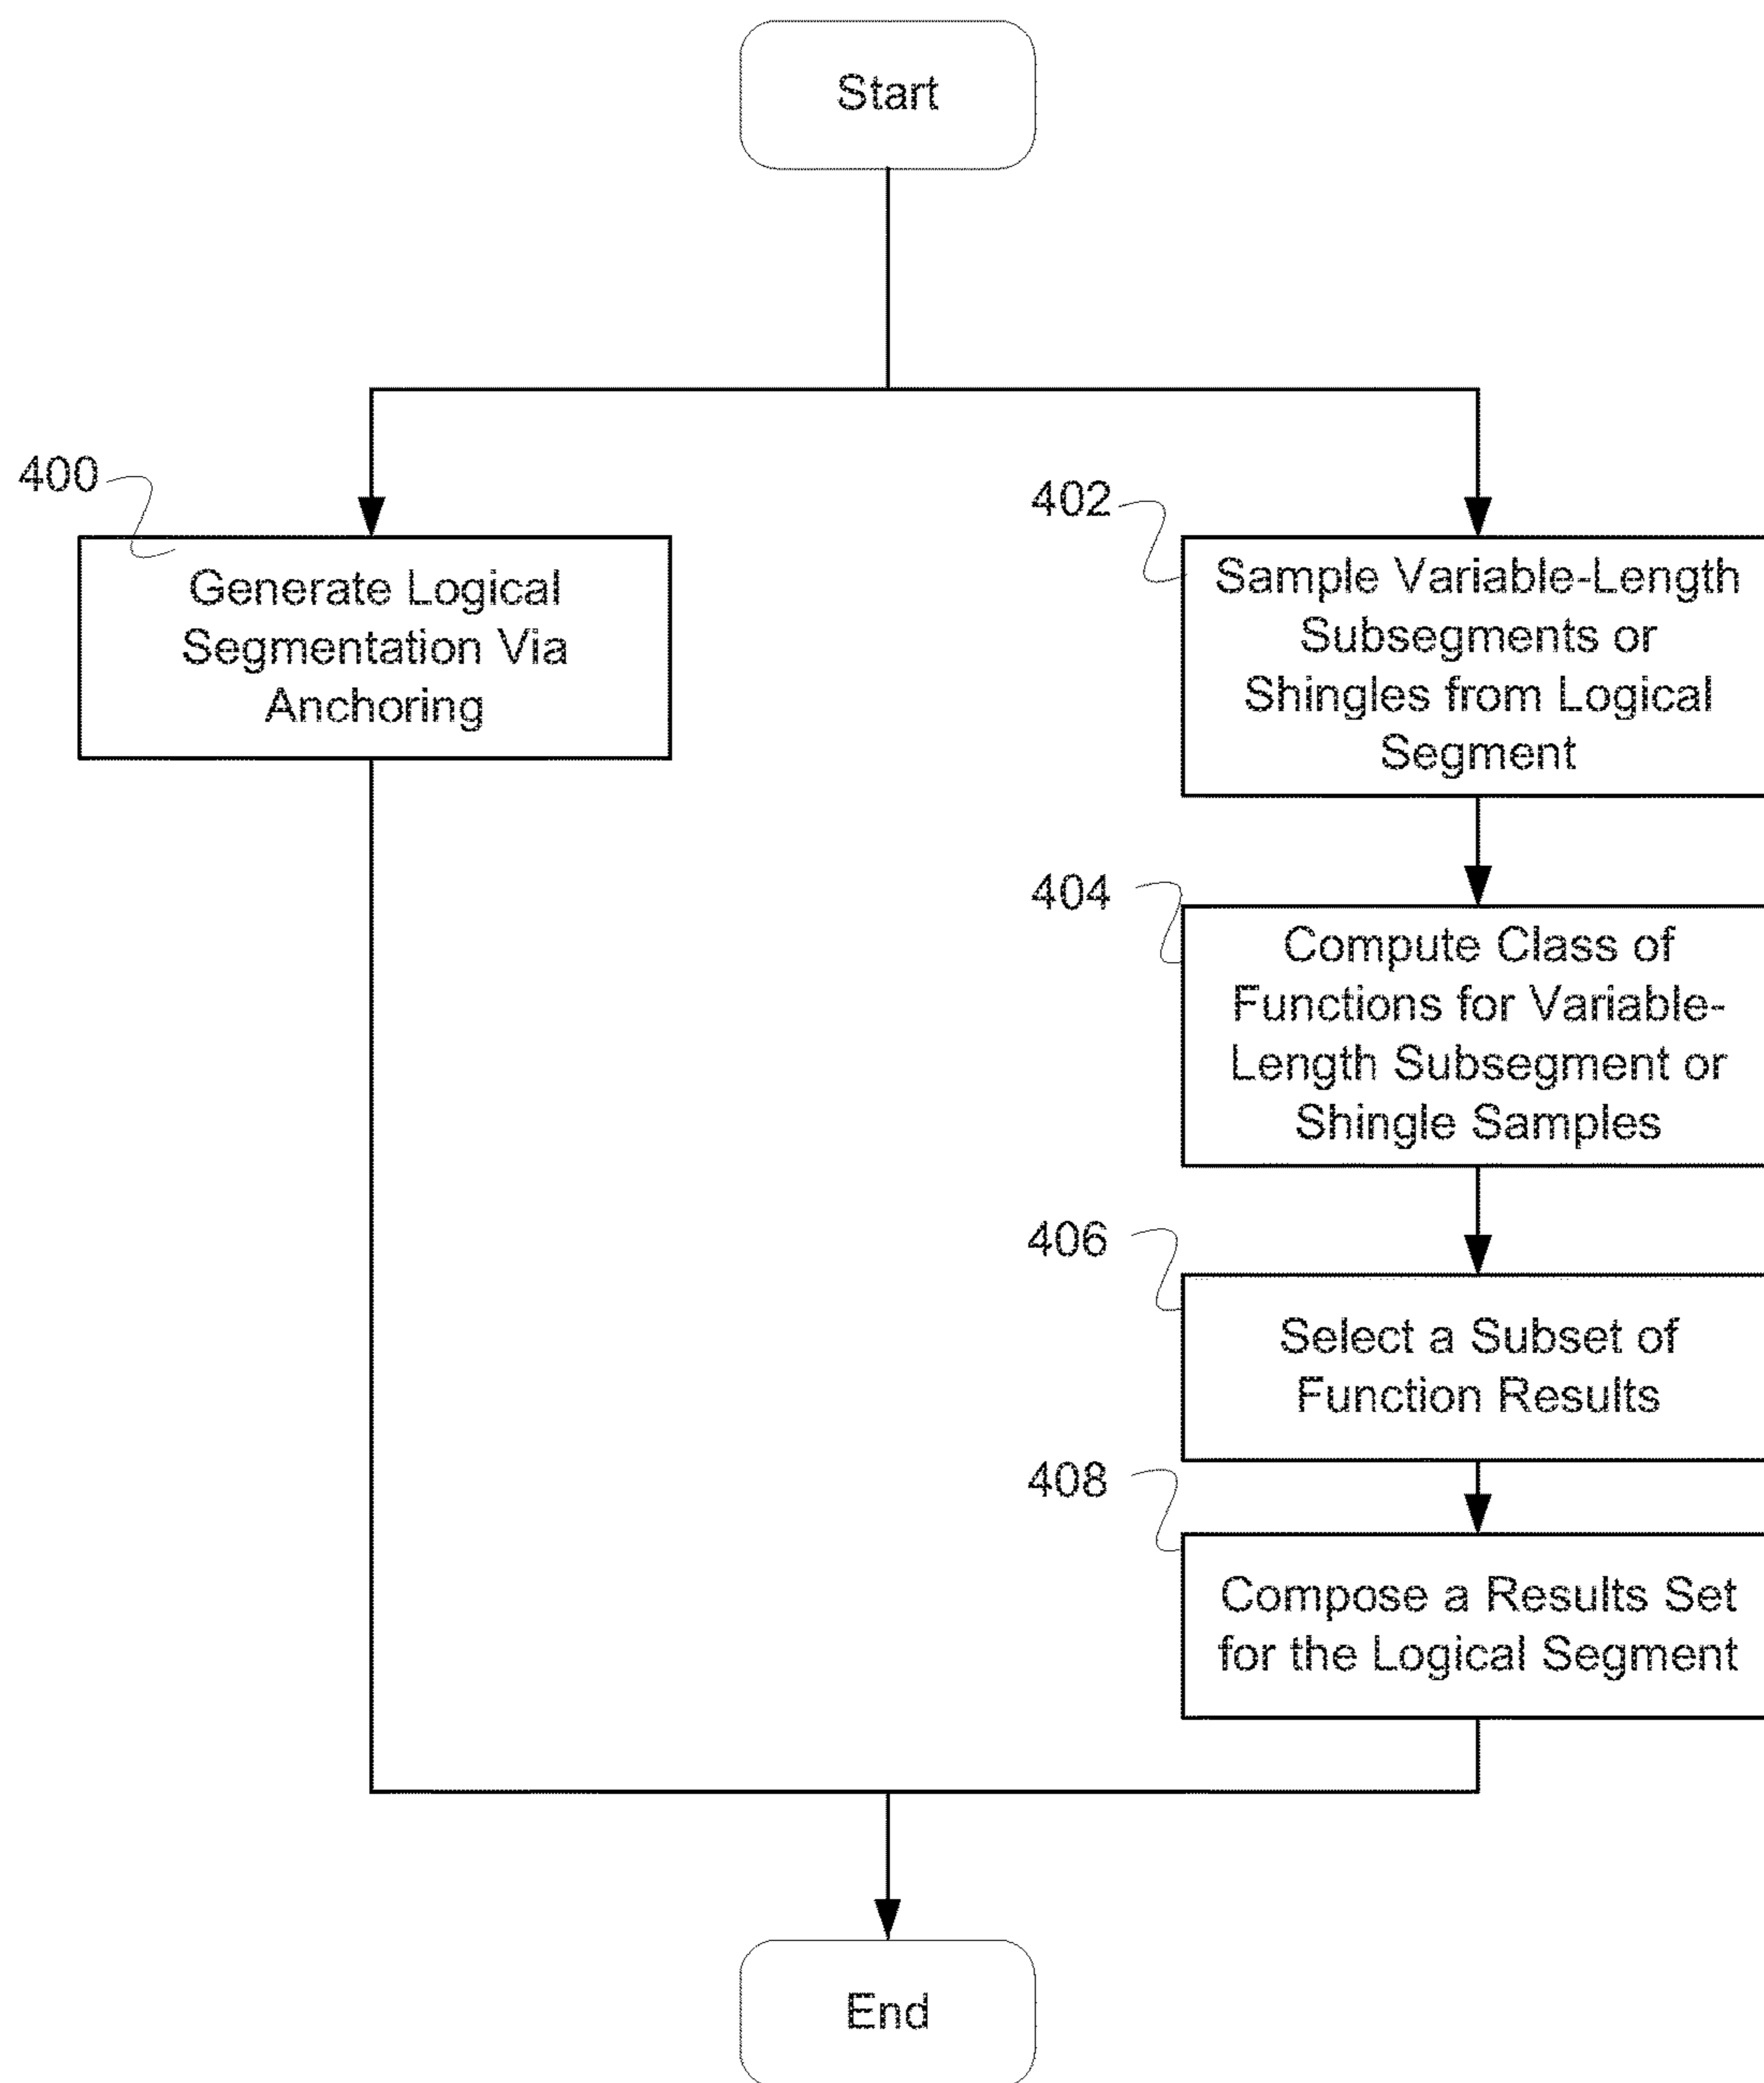 Start
400
Generate Logical
Segmentation Via
Anchoring
402
Sample Variable-Length
Subsegments or
Shingles from Logical
Segment
404
Compute Class of
Functions for Variable-
Length Subsegment or
Shingle Samples
406
Select a Subset of
Function Results
408
Compose a Results Set
for the Logical Segment
End